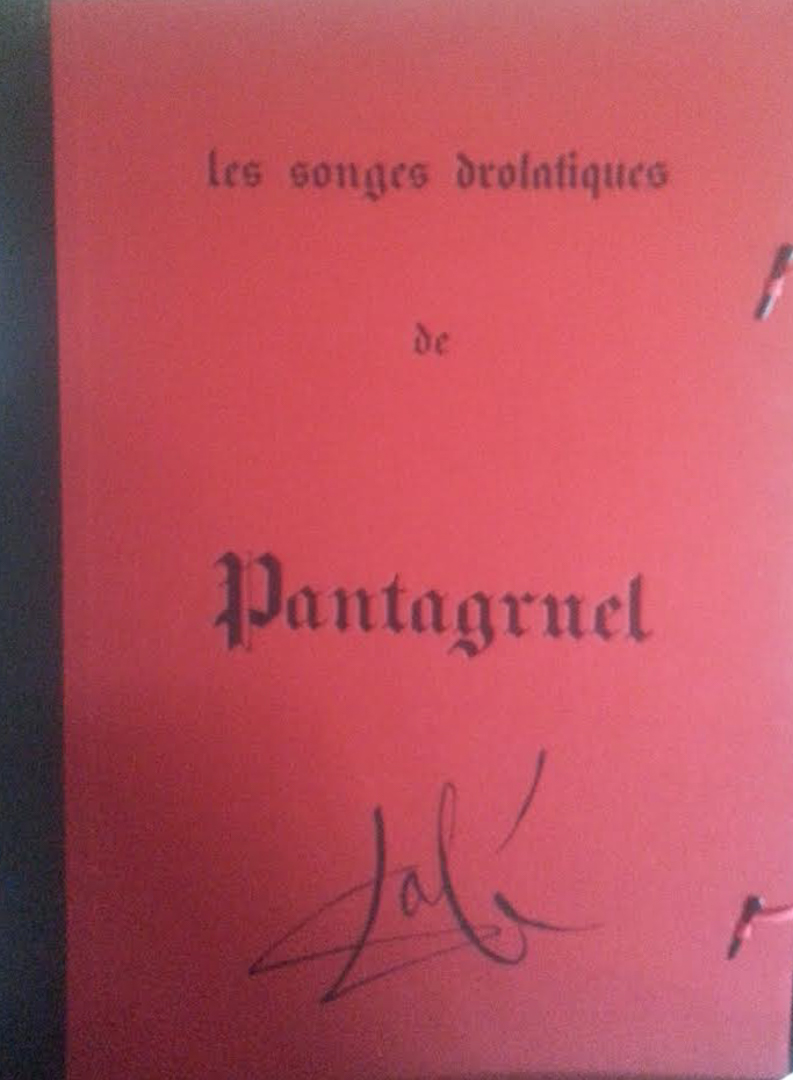 les songes drolatiques
de
Pantagruel
Dalí